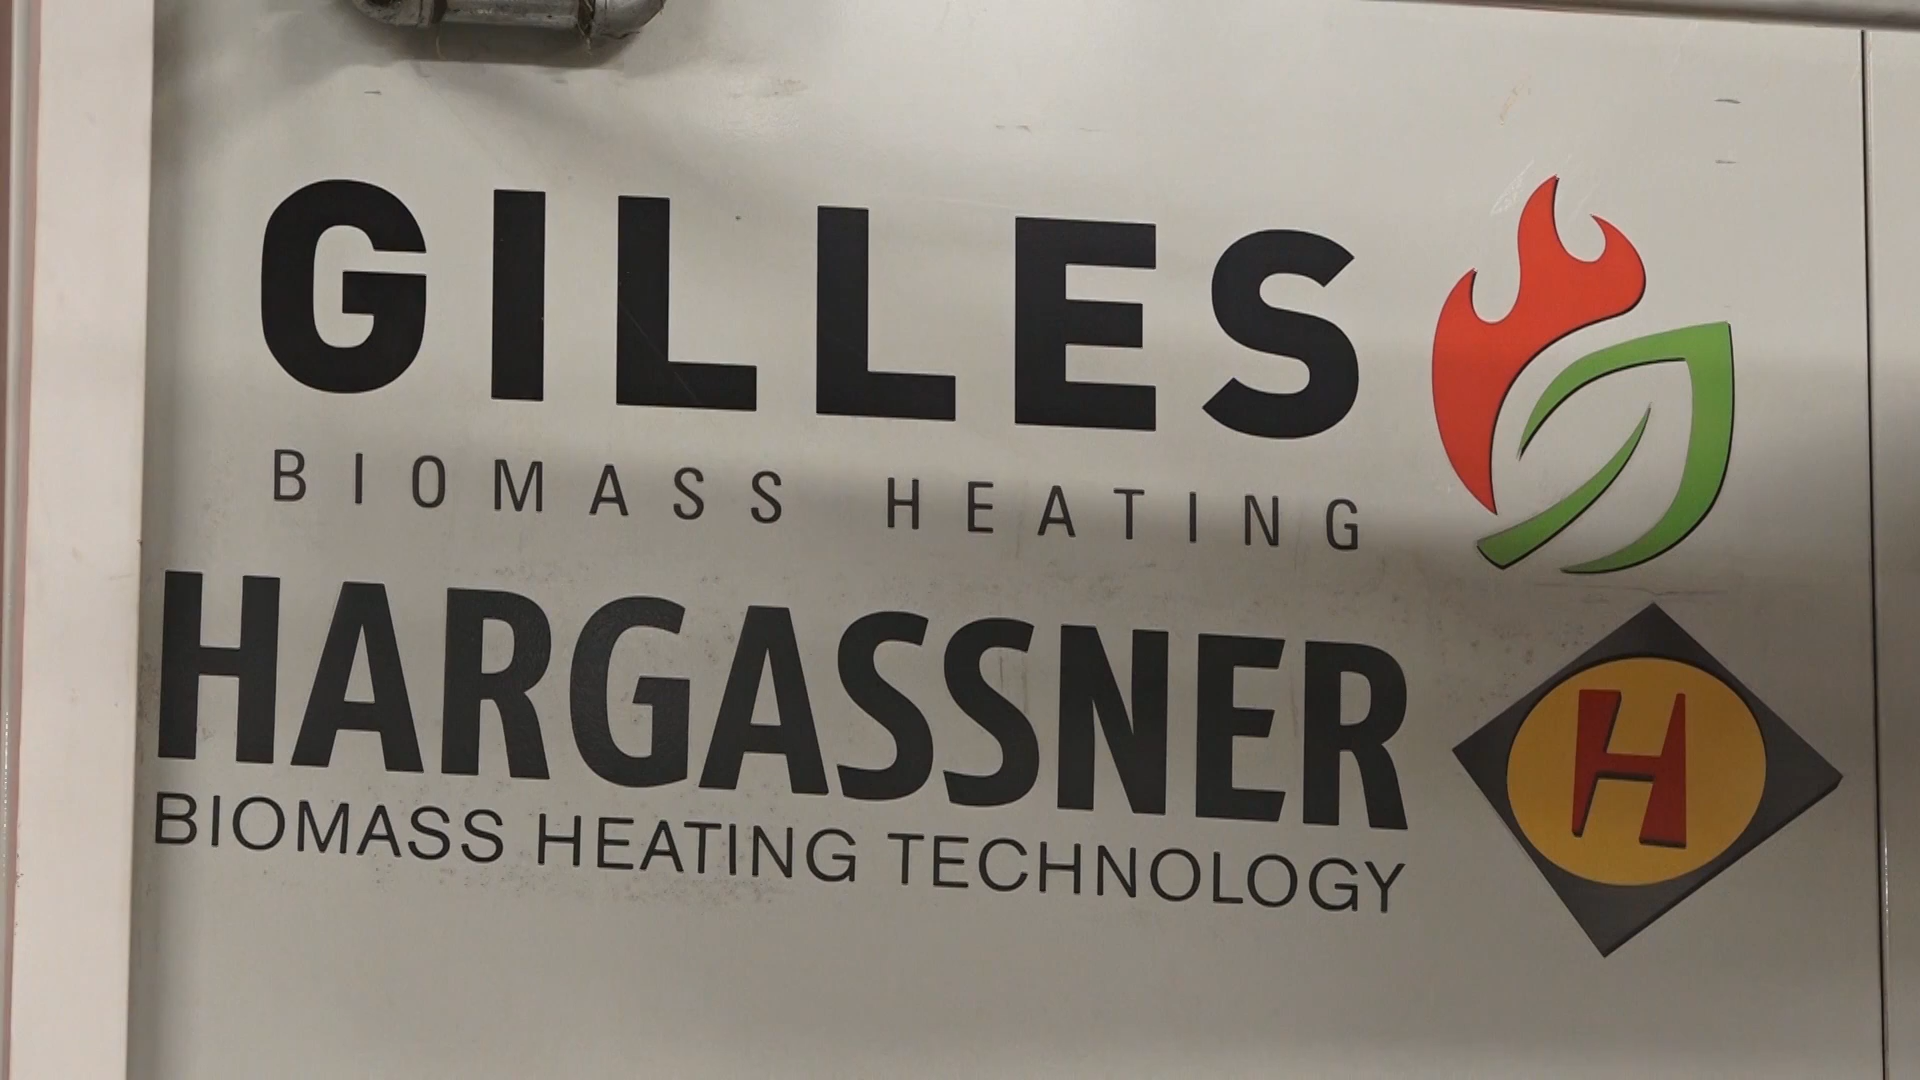 GILLES
BIOMASS HEATING
HARGASSNER
BIOMASS HEATING TECHNOLOGY
H